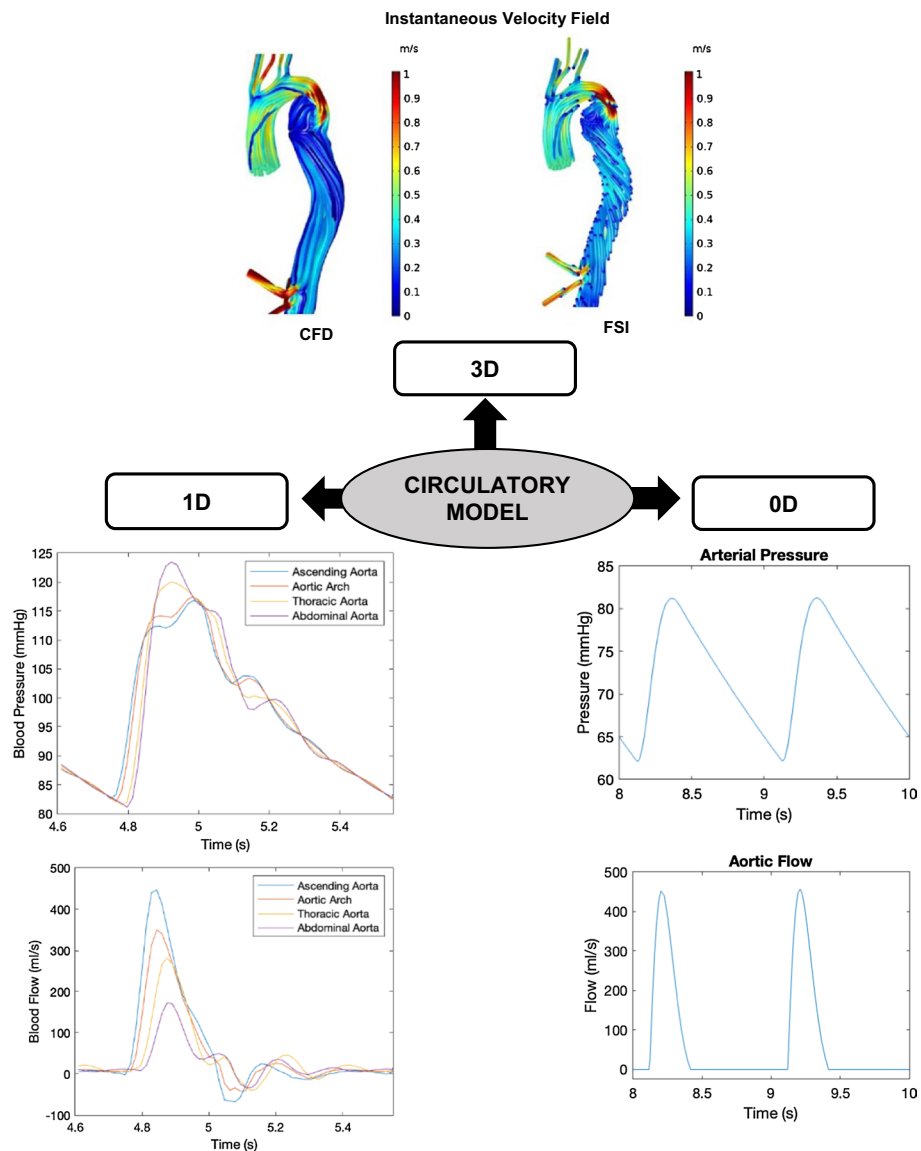 Instantaneous Velocity Field
m/s
1
0.9
0.8
0.7
0.6
0.5
0.4
0.3
0.2
0.1
0
CFD
m/s
1
0.9
0.8
0.7
0.6
0.5
0.4
0.3
0.2
0.1
0
FSI
3D
CIRCULATORY
MODEL
1D
0D
125
120
115
110
105
100
95
90
85
80
Blood Pressure (mmHg)
Ascending Aorta
Aortic Arch
Thoracic Aorta
Abdominal Aorta
4.6 4.8 5 5.2 5.4
Time (s)
Arterial Pressure
85
80
75
70
65
60
Pressure (mmHg)
8 8.5 9 9.5 10
Time (s)
500
400
300
200
100
0
-100
Blood Flow (ml/s)
Ascending Aorta
Aortic Arch
Thoracic Aorta
Abdominal Aorta
4.6 4.8 5 5.2 5.4
Time (s)
Aortic Flow
500
400
300
200
100
0
Flow (ml/s)
8 8.5 9 9.5 10
Time (s)